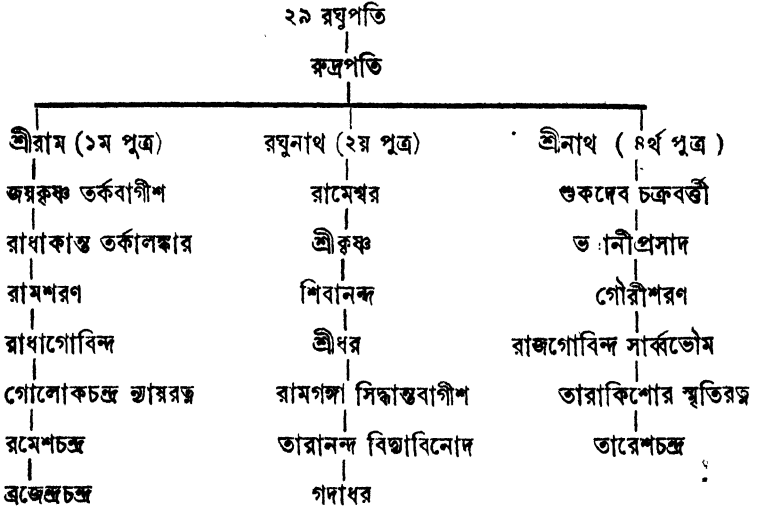 ২৯ রঘুপতি
রুদ্রপতি
শ্রীরাম (১ম পুত্র) রঘুনাথ (২য় পুত্র) শ্রীনাথ ( ৪র্থ পুত্র )
জয়কৃষ্ণ তর্কবাগীশ রামেশ্বর শুকদেব চক্রবর্ত্তী
রাধাকান্ত তর্কালঙ্কার শ্রীকৃষ্ণ ভ ানীপ্রসাদ
রামশরণ শিবানন্দ গৌরীশরণ
রাধাগোবিন্দ শ্রীধর রাজগোবিন্দ সার্ব্বভৌম
গোলোকচন্দ্র ন্যায়রত্ন রামগঙ্গা সিদ্ধান্তবাগীশ তারাকিশোর স্মৃতিরত্ন
রমেশচন্দ্র তারানন্দ বিদ্যাবিনোদ তারেশচন্দ্র
ব্রজেন্দ্রচন্দ্র গদাধর